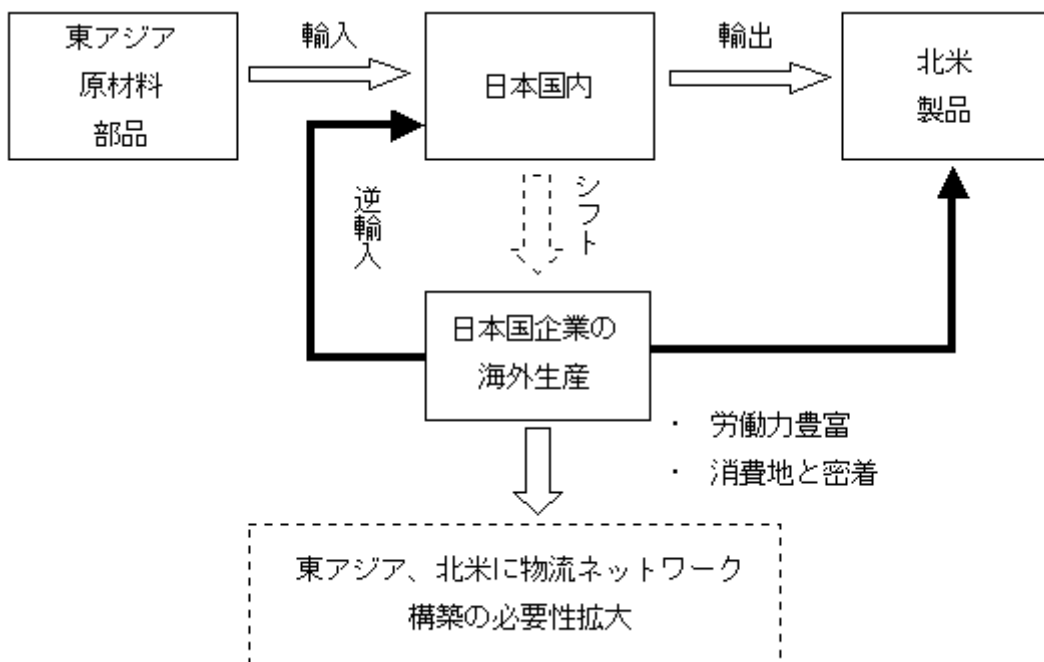 東アジア
原材料
部品
輸入
日本国内
輸出
北米
製品
逆輸入
シフト
日本国企業の
海外生産
・ 労働力豊富
・ 消費地と密着
東アジア、北米に物流ネットワーク
構築の必要性拡大